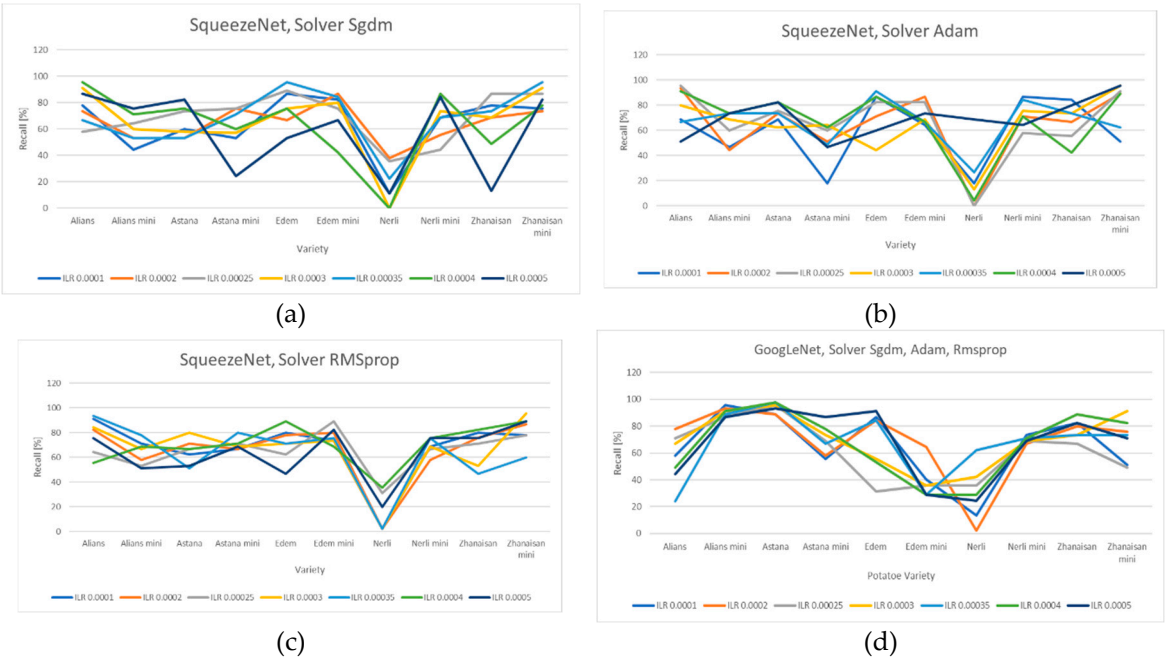 SqueezeNet, Solver Sgdm
120
100
80
60
40
20
0
Recall [%]
Alians Alians mini Astana Astana mini Edem Edem mini Nerli Nerli mini Zhanaisan Zhanaisan
mini
Variety
ILR 0.0001 ILR 0.0002 ILR 0.00025 ILR 0.0003 ILR 0.00035 ILR 0.0004 ILR 0.0005
(a)
SqueezeNet, Solver Adam
120
100
80
60
40
20
0
Recall [%]
Alians Alians mini Astana Astana mini Edem Edem mini Nerli Nerli mini Zhanaisan Zhanaisan
mini
Variety
ILR 0.0001 ILR 0.0002 ILR 0.00025 ILR 0.0003 ILR 0.00035 ILR 0.0004 ILR 0.0005
(b)
SqueezeNet, Solver RMSprop
120
100
80
60
40
20
0
Recall [%]
Alians Alians mini Astana Astana mini Edem Edem mini Nerli Nerli mini Zhanaisan Zhanaisan
mini
Variety
ILR 0.0001 ILR 0.0002 ILR 0.00025 ILR 0.0003 ILR 0.00035 ILR 0.0004 ILR 0.0005
(c)
GoogLeNet, Solver Sgdm, Adam, Rmsprop
120
100
80
60
40
20
0
Recall [%]
Alians Alians mini Astana Astana mini Edem Edem mini Nerli Nerli mini Zhanaisan Zhanaisan
mini
Potatoe Variety
ILR 0.0001 ILR 0.0002 ILR 0.00025 ILR 0.0003 ILR 0.00035 ILR 0.0004 ILR 0.0005
(d)